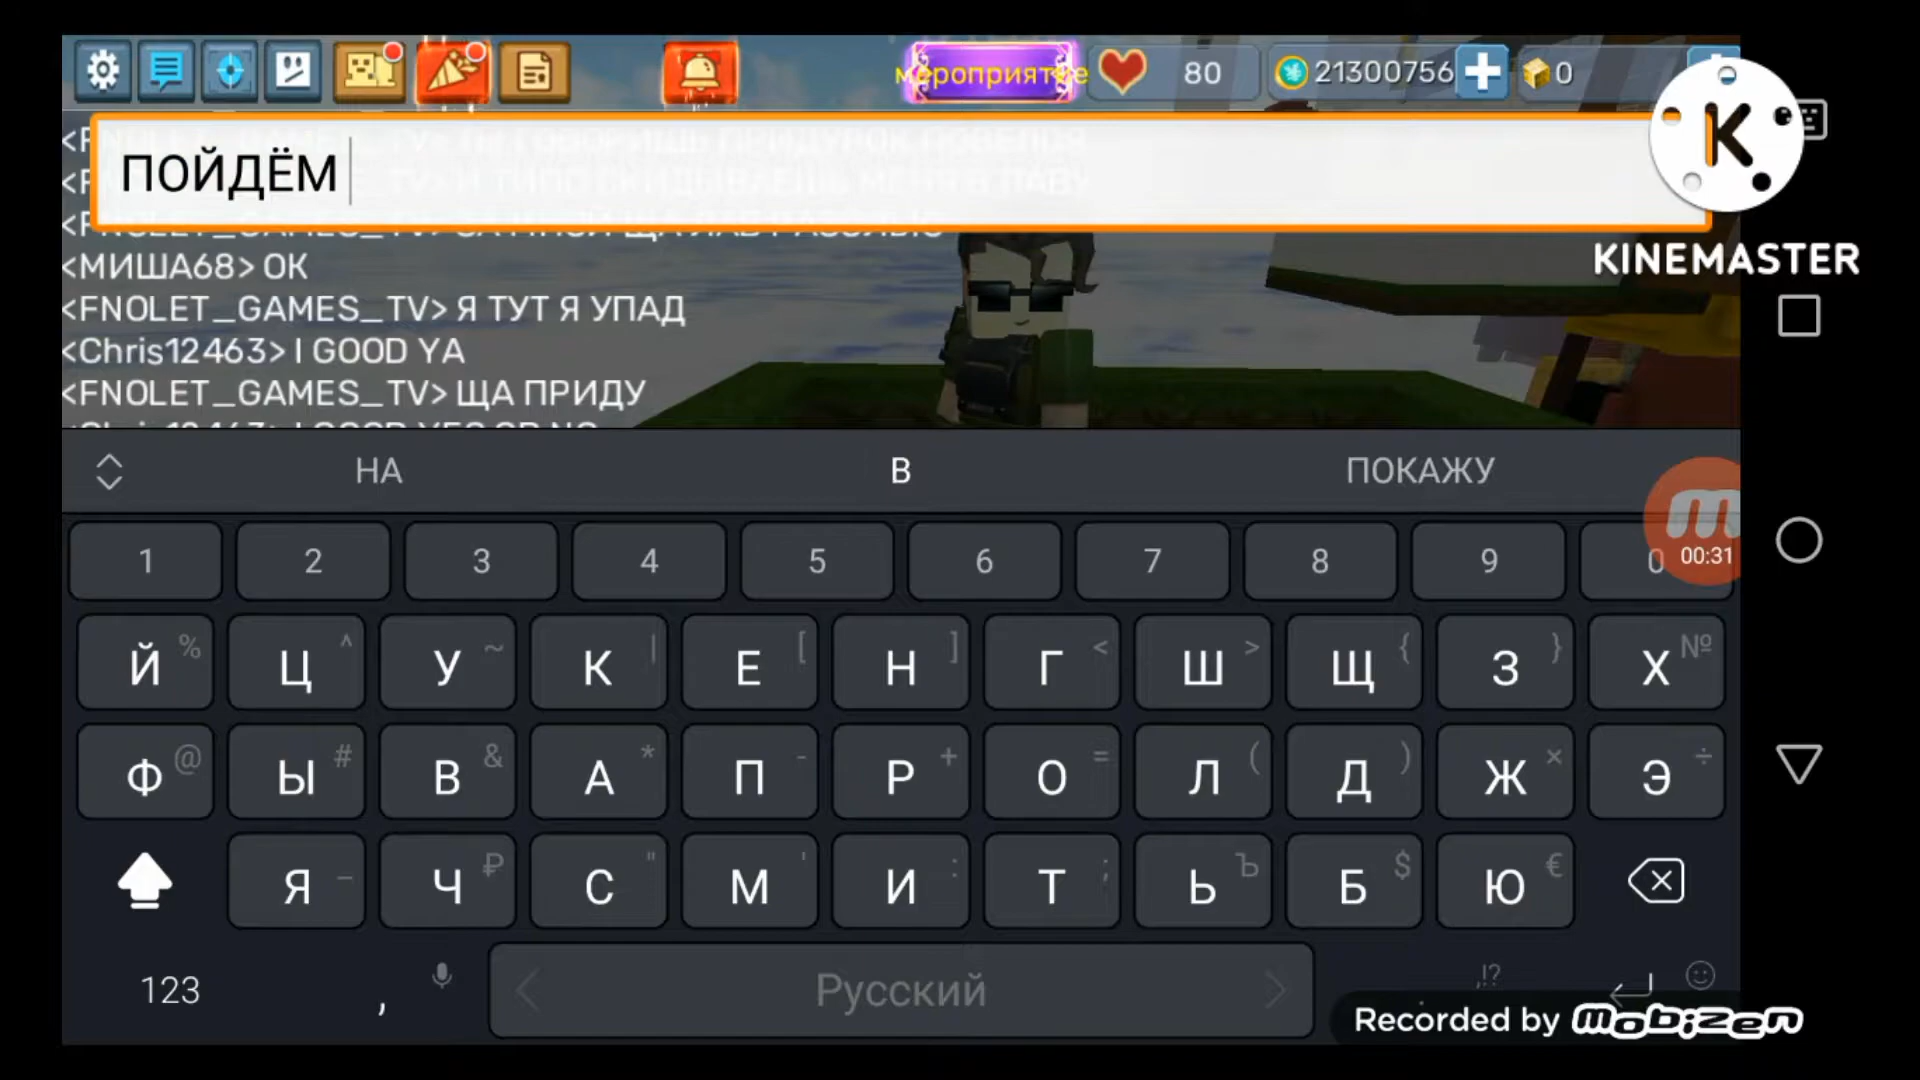 мероприятие
80
21300756
0
ПОЙДЁМ
K
KINEMASTER
<МИША68> ОК
<FNOLET_GAMES_TV> Я ТУТ Я УПАД
<Chris12463> I GOOD YA
<FNOLET_GAMES_TV> ЩА ПРИДУ
НА В ПОКАЖУ
1 2 3 4 5 6 7 8 9 0
00:31
Й % Ц ^ У ~ К | Е [ Н ] Г < Ш > Щ { З } Х №
Ф @ Ы # В & А * П - Р + О = Л ( Д ) Ж × Э ÷
Я – Ч ₽ С " М ' И : Т ; Ь Ъ Б $ Ю €
123 , Русский ,!?
Recorded by mobizen